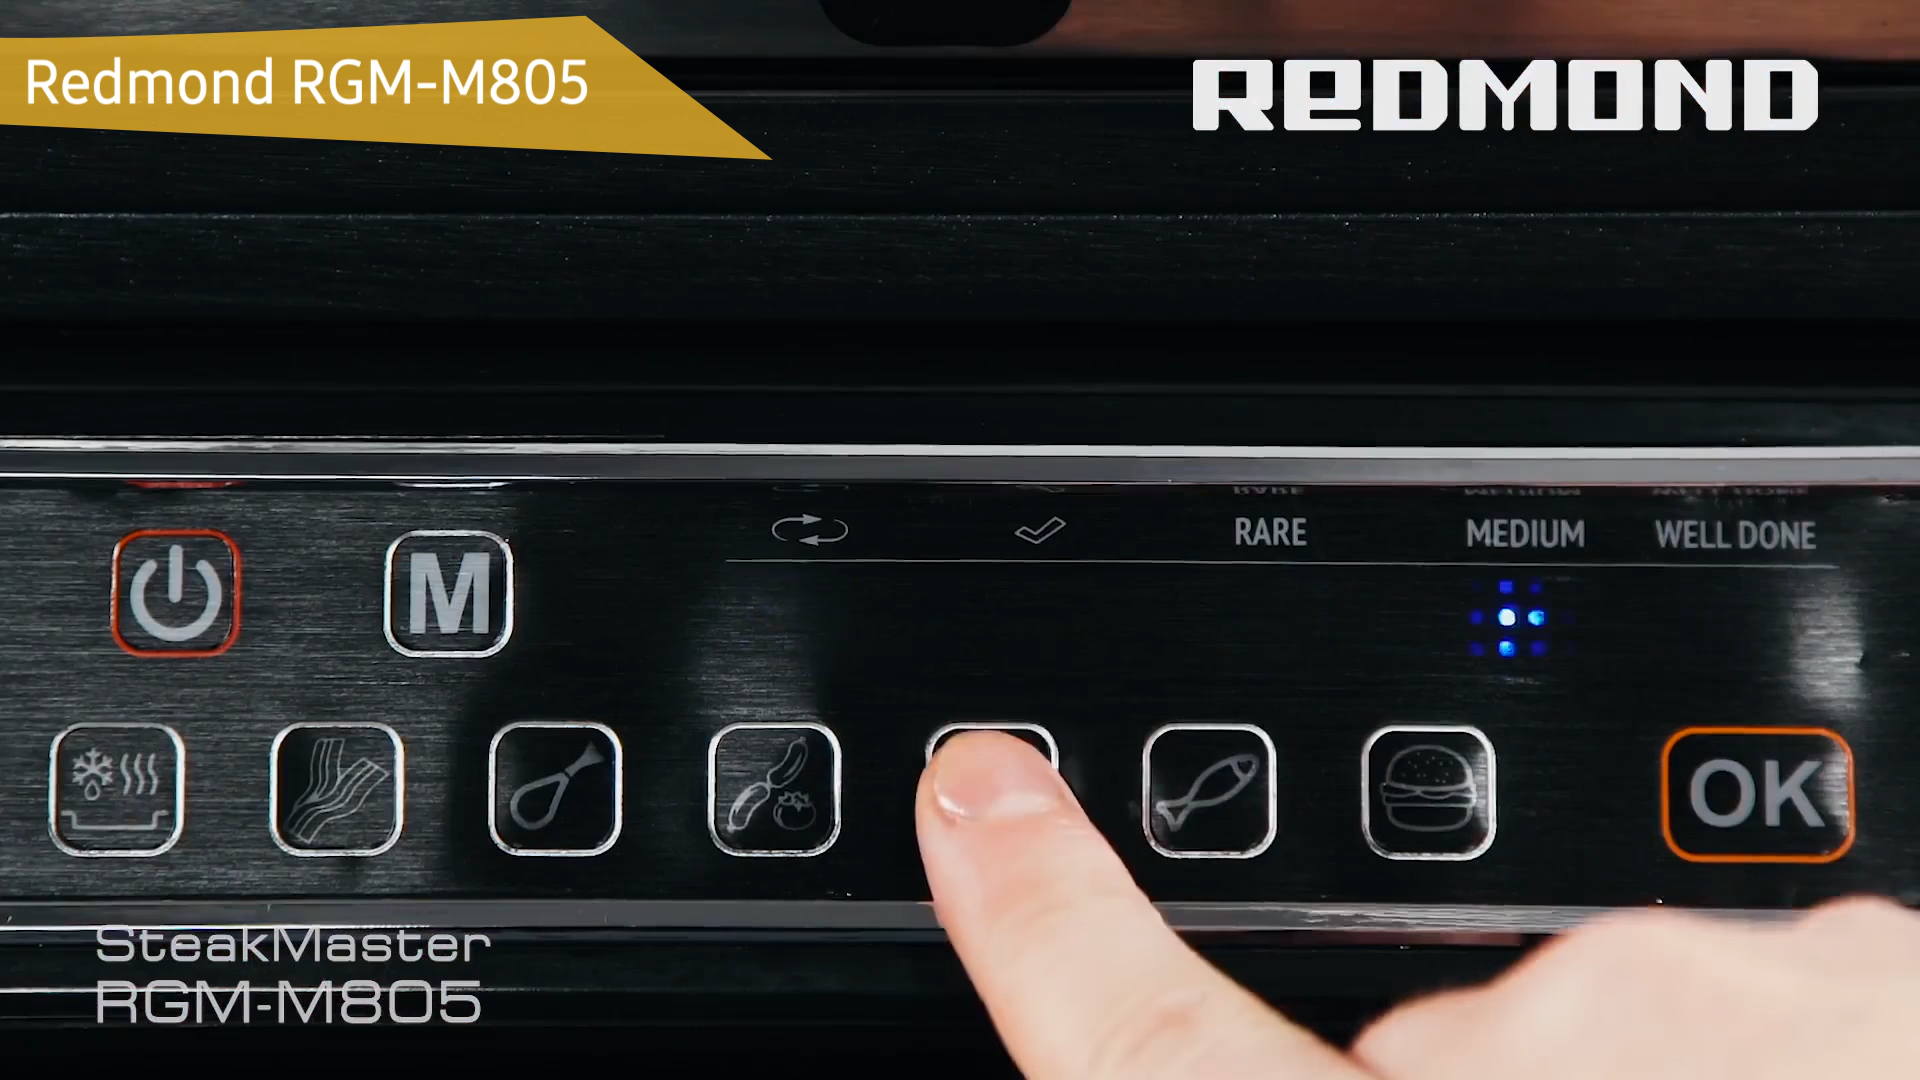 Redmond RGM-M805
REDMOND
RARE MEDIUM WELL DONE
M
OK
SteakMaster
RGM-M805